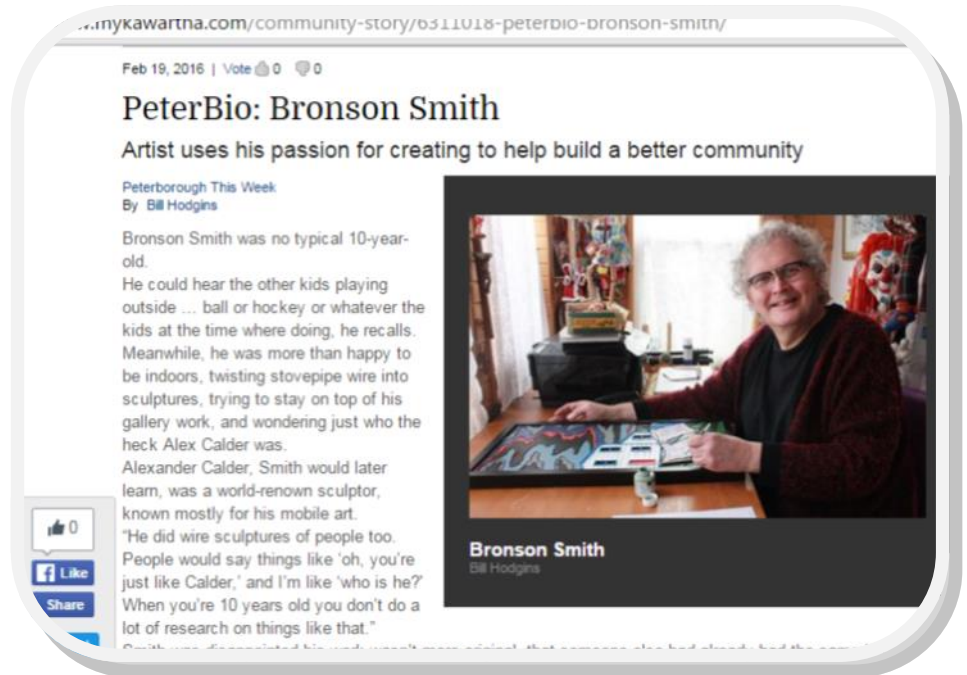 .mykawartha.com/community-story/6311018-peterbio-bronson-smith/
Feb 19, 2016 | Vote 0 0
PeterBio: Bronson Smith
Artist uses his passion for creating to help build a better community
Peterborough This Week
By Bill Hodgins
Bronson Smith was no typical 10-year-
old.
He could hear the other kids playing
outside … ball or hockey or whatever the
kids at the time where doing, he recalls.
Meanwhile, he was more than happy to
be indoors, twisting stovepipe wire into
sculptures, trying to stay on top of his
gallery work, and wondering just who the
heck Alex Calder was.
Alexander Calder, Smith would later
learn, was a world-renown sculptor,
known mostly for his mobile art.
“He did wire sculptures of people too.
People would say things like ‘oh, you’re
just like Calder,’ and I’m like ‘who is he?’
When you’re 10 years old you don’t do a
lot of research on things like that.”
Bronson Smith
Bill Hodgins
0
Like
Share